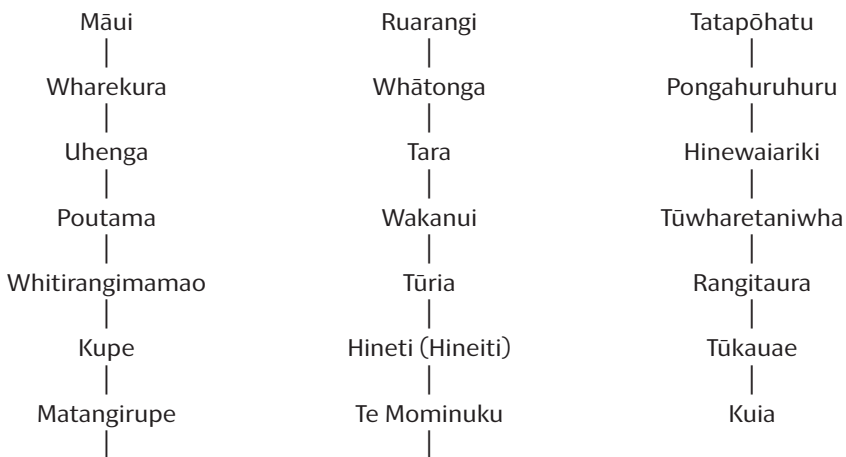 Māui Ruarangi Tatapōhatu
Wharekura Whātonga Pongahuruhuru
Uhenga Tara Hinewaiariki
Poutama Wakanui Tūwharetaniwha
Whitirangimamao Tūria Rangitaura
Kupe Hineti (Hineiti) Tūkauae
Matangirupe Te Mominuku Kuia